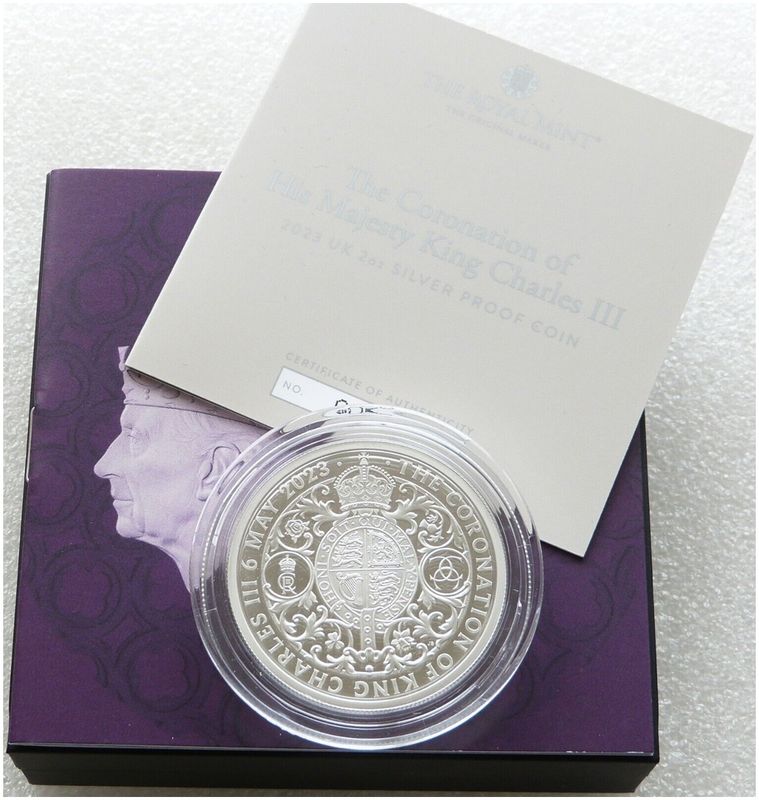 THE ROYAL MINT®
THE ORIGINAL MAKER
The Coronation of
His Majesty King Charles III
2023 UK 2oz SILVER PROOF COIN
CERTIFICATE OF AUTHENTICITY
NO.
· THE CORONATION OF KING CHARLES III 6 MAY 2023
HONI SOIT QUI MAL